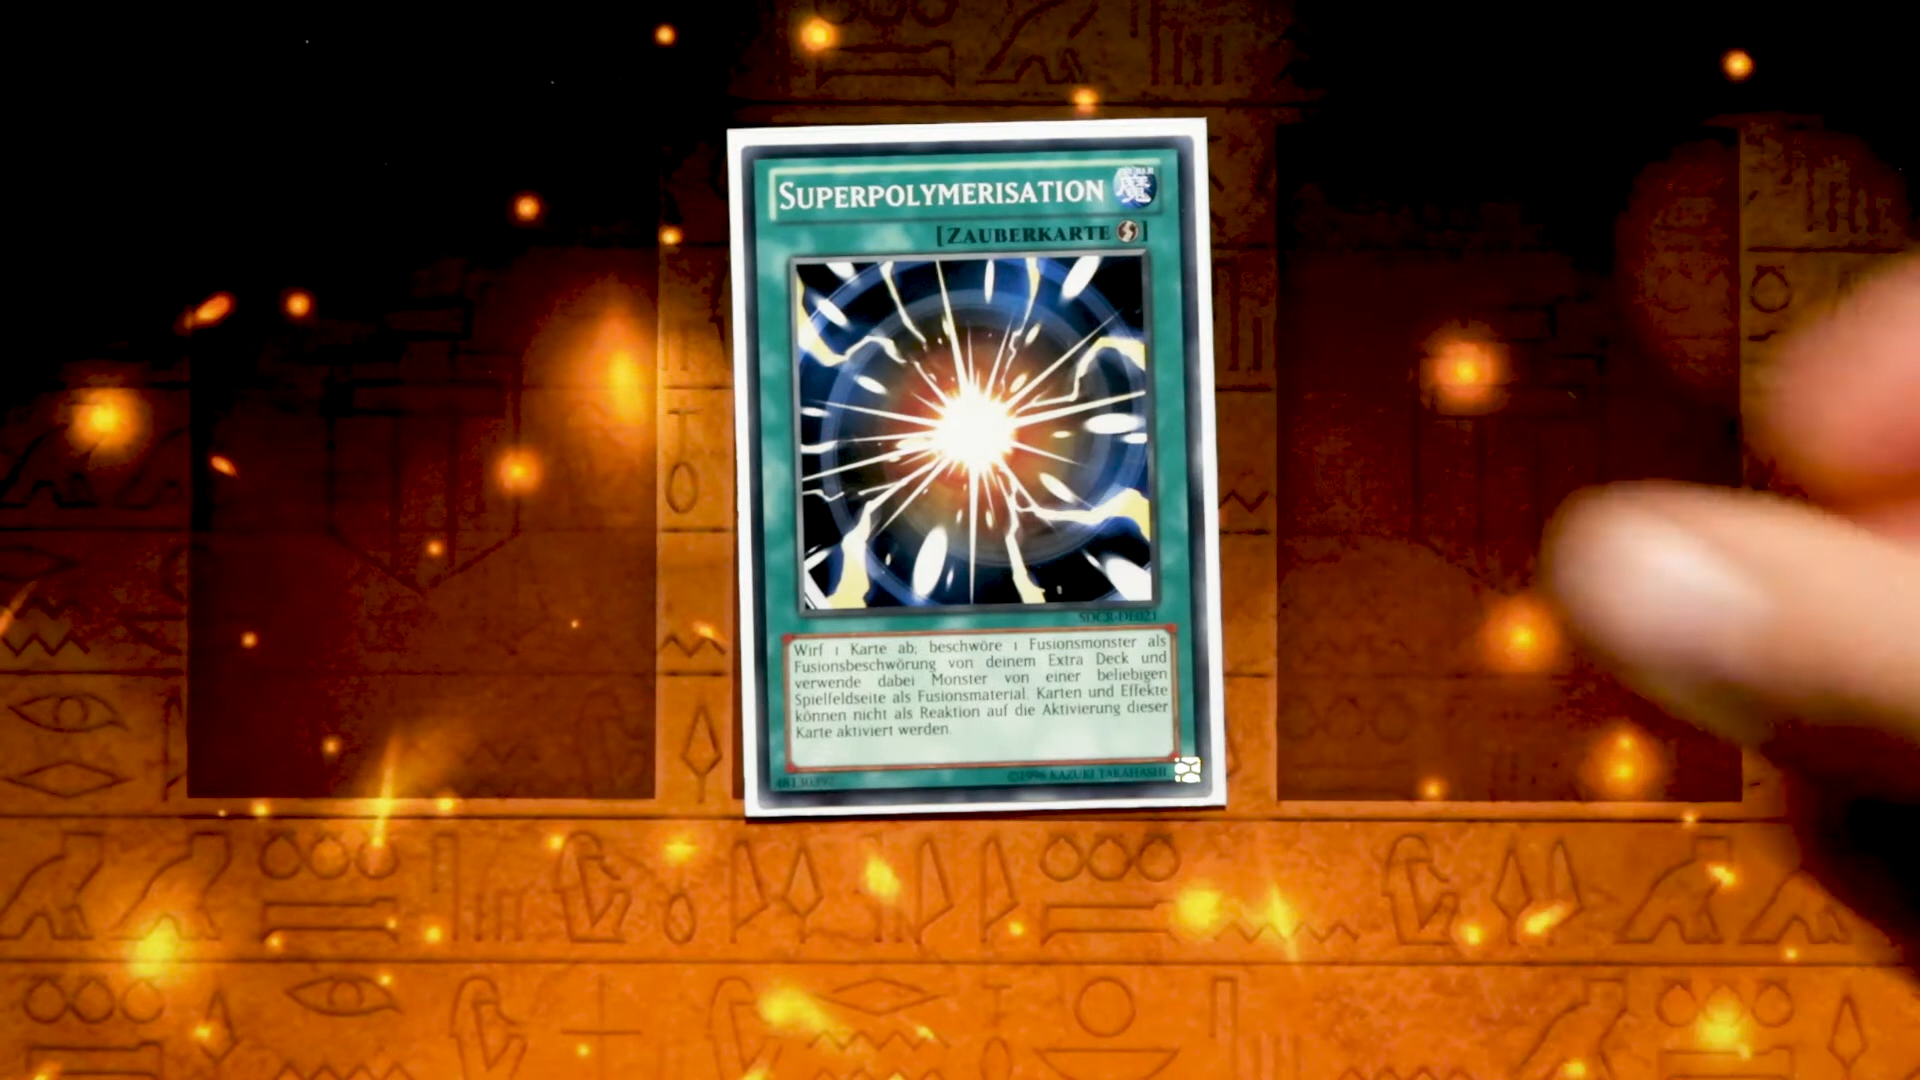 SUPERPOLYMERISATION
魔
[ZAUBERKARTE]
SDCR-DE021
Wirf 1 Karte ab; beschwöre 1 Fusionsmonster als
Fusionsbeschwörung von deinem Extra Deck und
verwende dabei Monster von einer beliebigen
Spielfeldseite als Fusionsmaterial. Karten und Effekte
können nicht als Reaktion auf die Aktivierung dieser
Karte aktiviert werden.
48130397 ©1996 KAZUKI TAKAHASHI